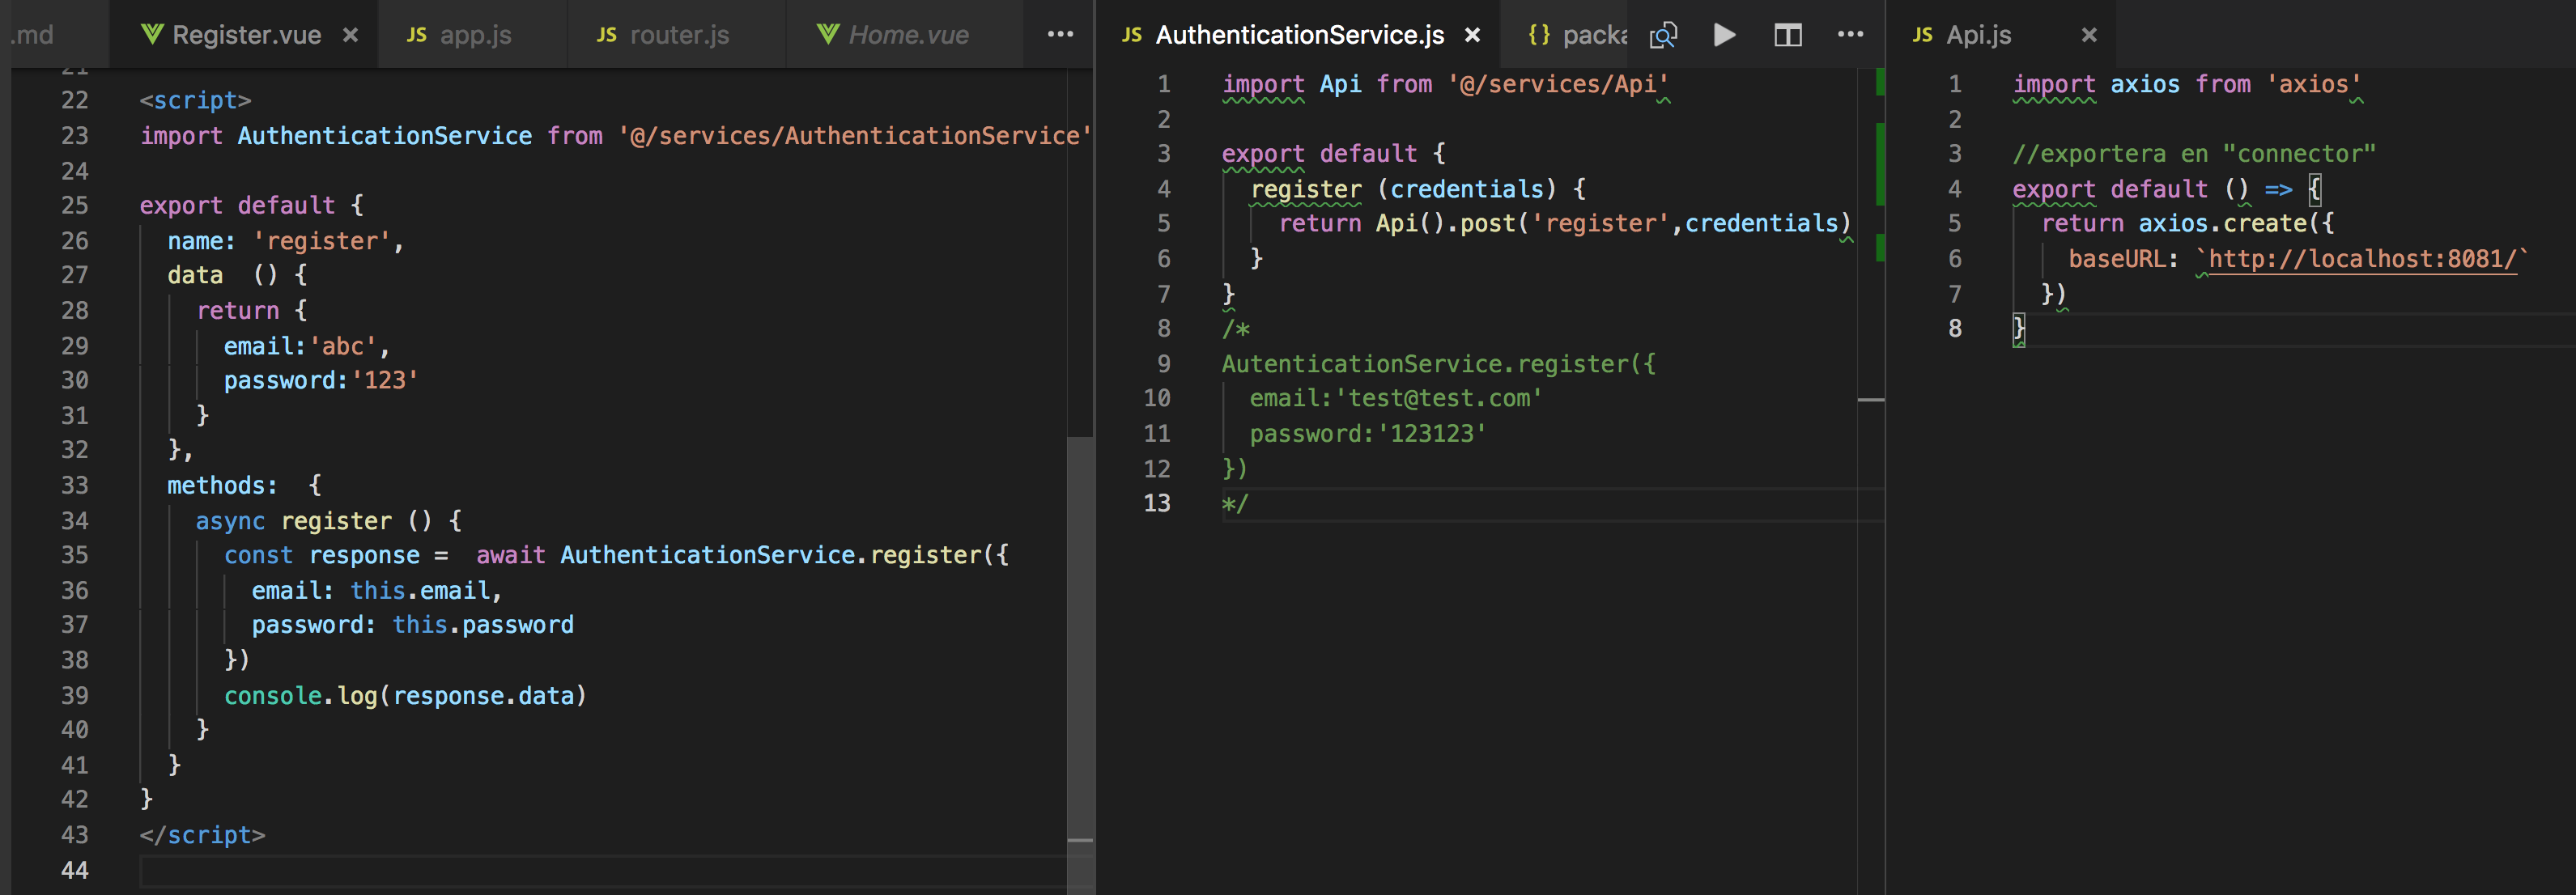 .md
Register.vue ×
JS app.js
JS router.js
Home.vue
...
21
22 <script>
23 import AuthenticationService from '@/services/AuthenticationService'
24
25 export default {
26   name: 'register',
27   data  () {
28     return {
29       email:'abc',
30       password:'123'
31     }
32   },
33   methods:  {
34     async register () {
35       const response =  await AuthenticationService.register({
36         email: this.email,
37         password: this.password
38       })
39       console.log(response.data)
40     }
41   }
42 }
43 </script>
44
JS AuthenticationService.js ×
{} packa
...
1 import Api from '@/services/Api'
2
3 export default {
4   register (credentials) {
5     return Api().post('register',credentials)
6   }
7 }
8 /*
9 AutenticationService.register({
10   email:'test@test.com'
11   password:'123123'
12 })
13 */
JS Api.js ×
1 import axios from 'axios'
2
3 //exportera en "connector"
4 export default () => {
5   return axios.create({
6     baseURL: `http://localhost:8081/`
7   })
8 }